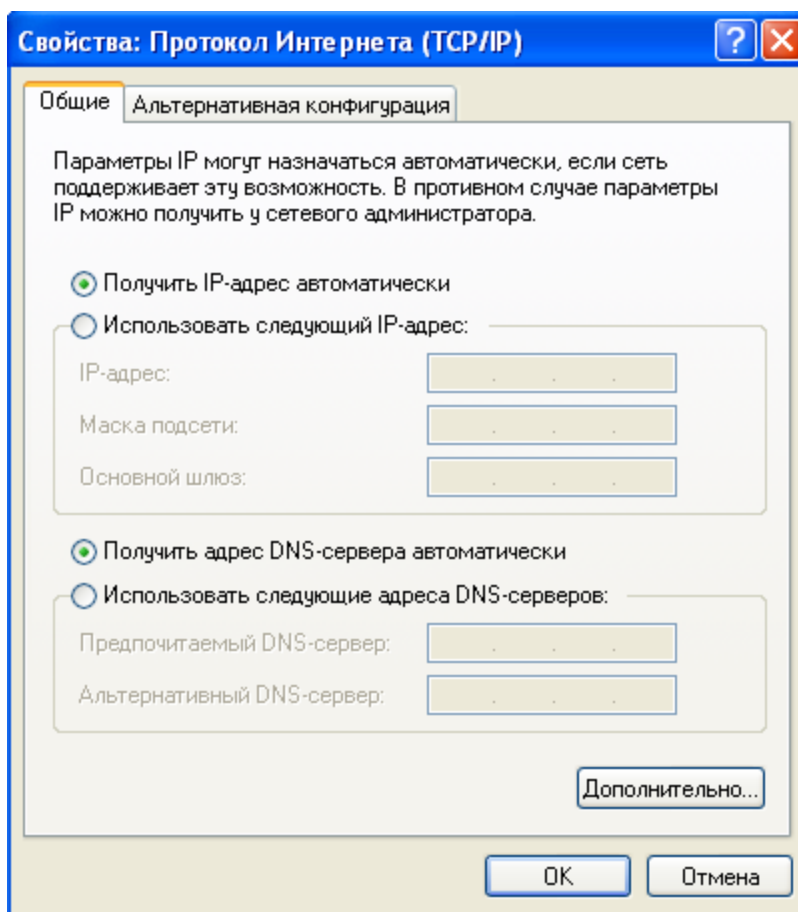 Свойства: Протокол Интернета (TCP/IP)
Общие
Альтернативная конфигурация
Параметры IP могут назначаться автоматически, если сеть
поддерживает эту возможность. В противном случае параметры
IP можно получить у сетевого администратора.
Получить IP-адрес автоматически
Использовать следующий IP-адрес:
IP-адрес:
Маска подсети:
Основной шлюз:
Получить адрес DNS-сервера автоматически
Использовать следующие адреса DNS-серверов:
Предпочитаемый DNS-сервер:
Альтернативный DNS-сервер:
Дополнительно...
OK
Отмена